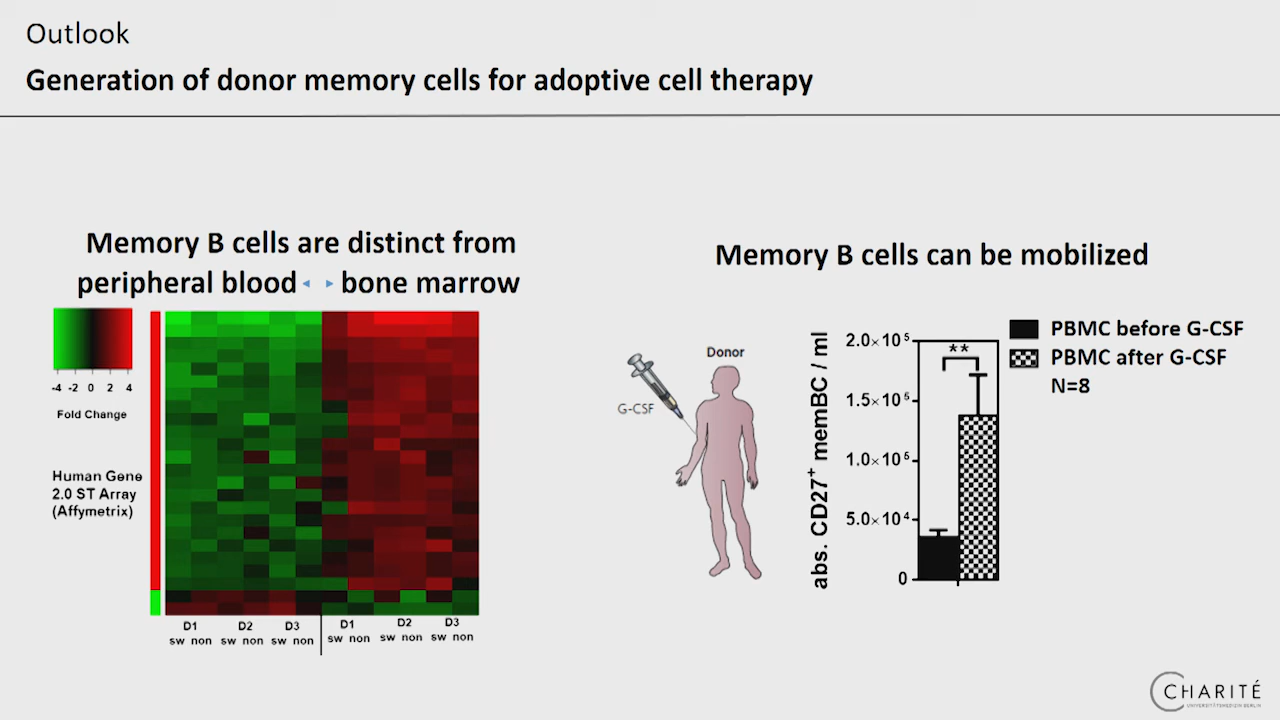 Outlook
Generation of donor memory cells for adoptive cell therapy
Memory B cells are distinct from
peripheral blood ◄ ► bone marrow
-4 -2 0 2 4
Fold Change
Human Gene
2.0 ST Array
(Affymetrix)
D1 D2 D3 D1 D2 D3
sw non sw non sw non sw non sw non sw non
Memory B cells can be mobilized
G-CSF
Donor
abs. CD27+ memBC / ml
2.0×10⁵
1.5×10⁵
1.0×10⁵
5.0×10⁴
0
**
PBMC before G-CSF
PBMC after G-CSF
N=8
CHARITÉ
UNIVERSITÄTSMEDIZIN BERLIN